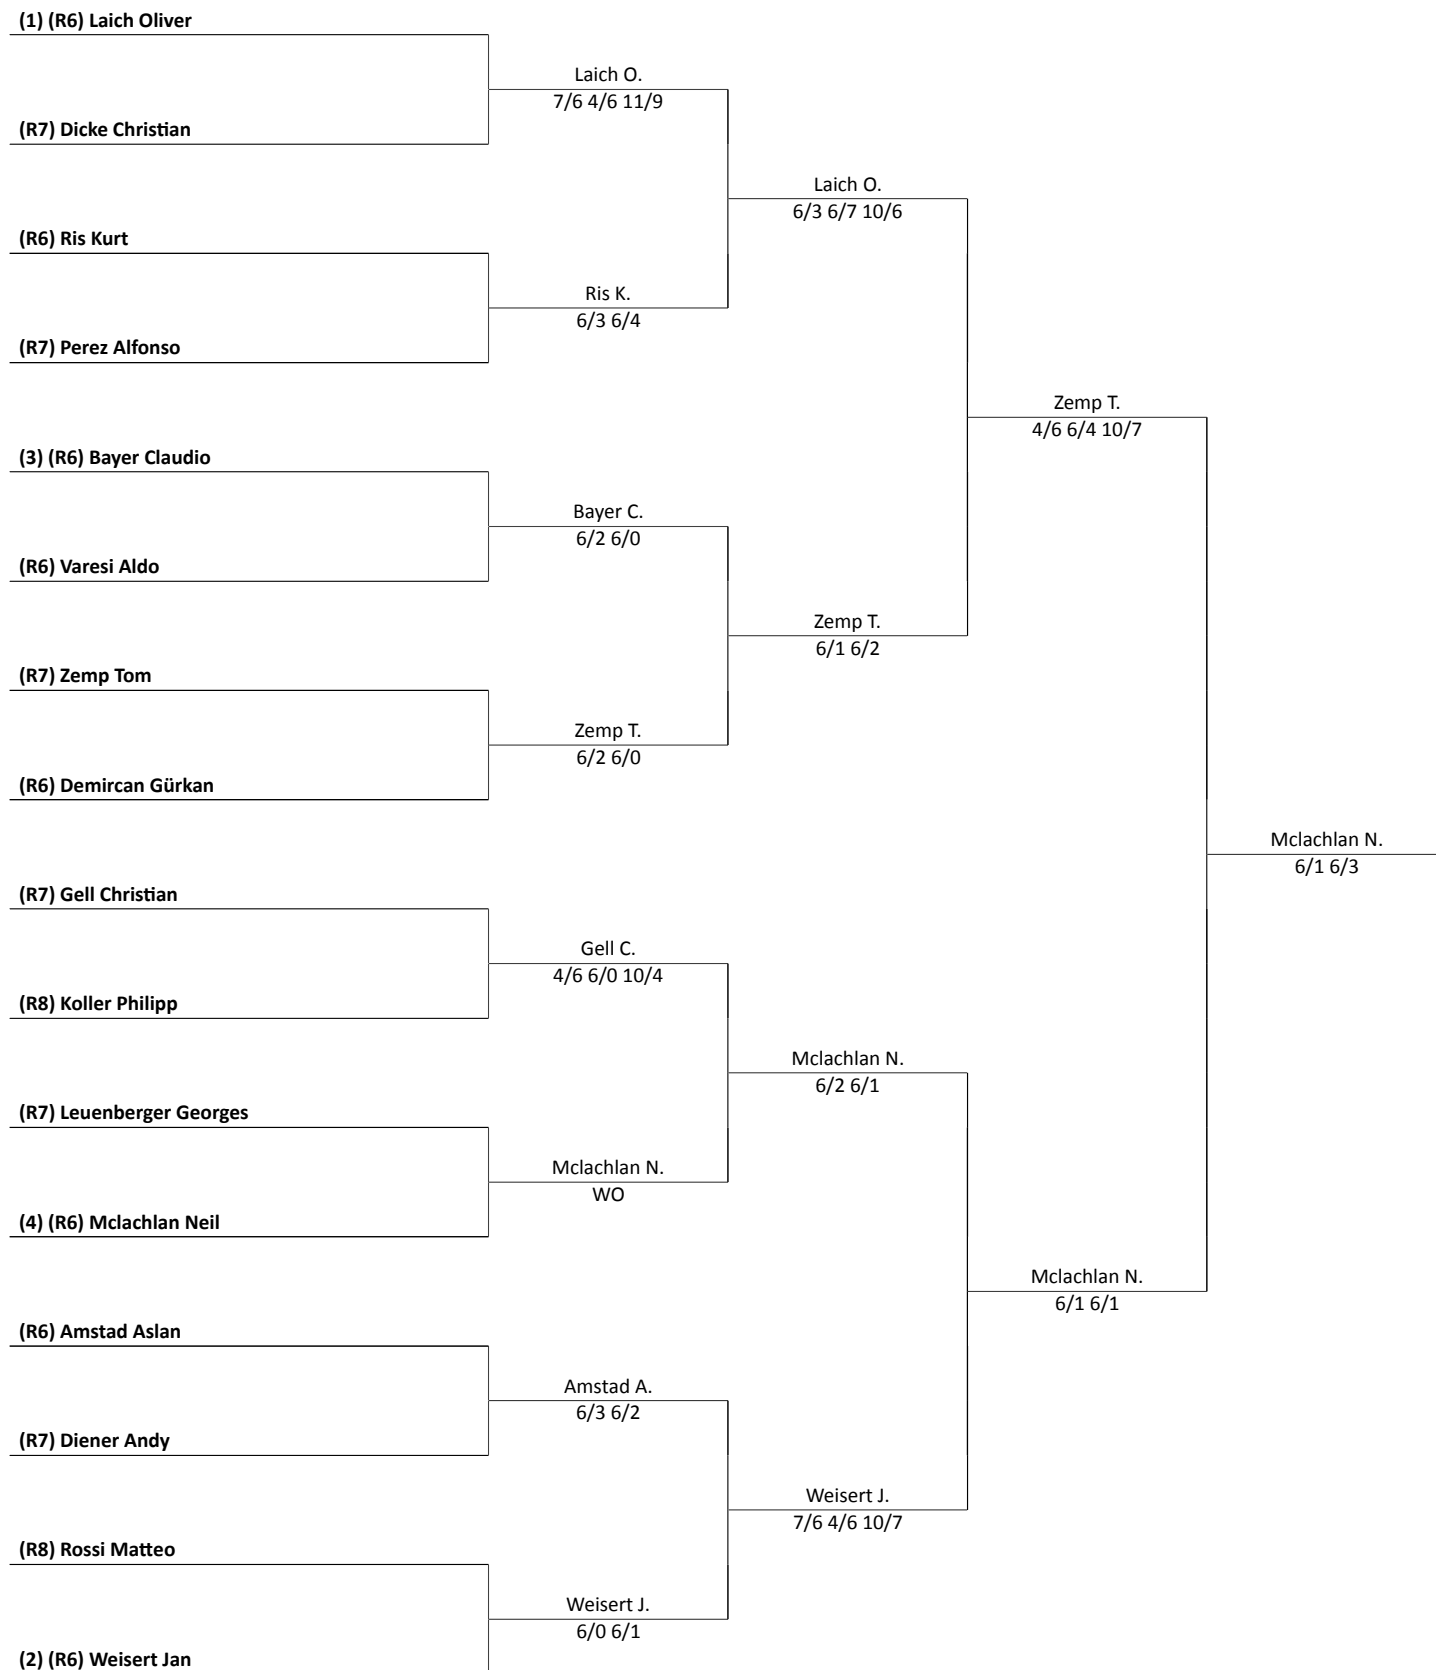 (1) (R6) Laich Oliver
Laich O.
7/6 4/6 11/9
(R7) Dicke Christian
Laich O.
6/3 6/7 10/6
(R6) Ris Kurt
Ris K.
6/3 6/4
(R7) Perez Alfonso
Zemp T.
4/6 6/4 10/7
(3) (R6) Bayer Claudio
Bayer C.
6/2 6/0
(R6) Varesi Aldo
Zemp T.
6/1 6/2
(R7) Zemp Tom
Zemp T.
6/2 6/0
(R6) Demircan Gürkan
Mclachlan N.
6/1 6/3
(R7) Gell Christian
Gell C.
4/6 6/0 10/4
(R8) Koller Philipp
Mclachlan N.
6/2 6/1
(R7) Leuenberger Georges
Mclachlan N.
WO
(4) (R6) Mclachlan Neil
Mclachlan N.
6/1 6/1
(R6) Amstad Aslan
Amstad A.
6/3 6/2
(R7) Diener Andy
Weisert J.
7/6 4/6 10/7
(R8) Rossi Matteo
Weisert J.
6/0 6/1
(2) (R6) Weisert Jan